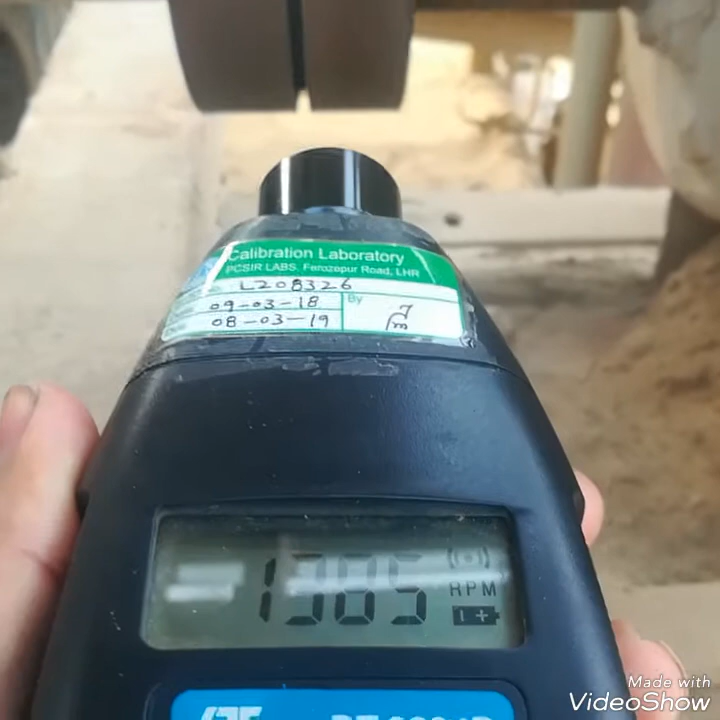 Calibration Laboratory
PCSIR LABS. Ferozepur Road, LHR
L208326
09-03-18 By
08-03-19
1385
RPM
Made with
VideoShow